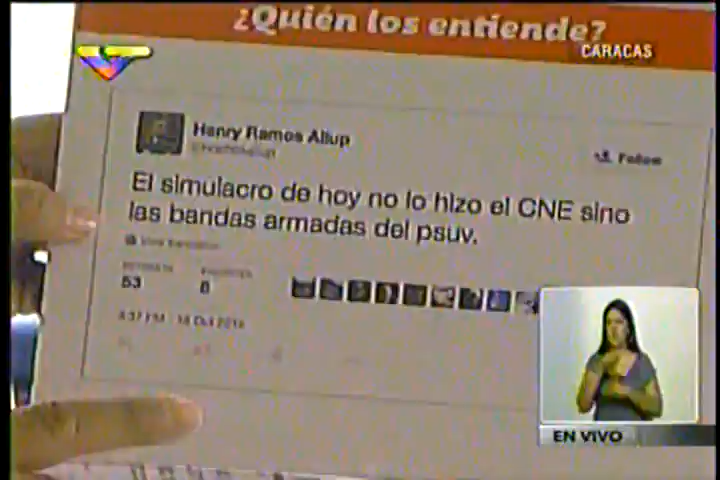 ¿Quién los entiende?
CARACAS
Henry Ramos Allup
Follow
El simulacro de hoy no lo hizo el CNE sino
las bandas armadas del psuv.
53
8
EN VIVO